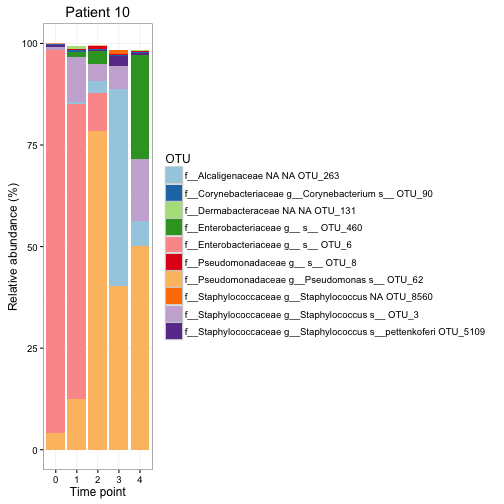 Patient 10
Relative abundance (%)
100
75
50
25
0
0 1 2 3 4
Time point
OTU
f__Alcaligenaceae NA NA OTU_263
f__Corynebacteriaceae g__Corynebacterium s__ OTU_90
f__Dermabacteraceae NA NA OTU_131
f__Enterobacteriaceae g__ s__ OTU_460
f__Enterobacteriaceae g__ s__ OTU_6
f__Pseudomonadaceae g__ s__ OTU_8
f__Pseudomonadaceae g__Pseudomonas s__ OTU_62
f__Staphylococcaceae g__Staphylococcus NA OTU_8560
f__Staphylococcaceae g__Staphylococcus s__ OTU_3
f__Staphylococcaceae g__Staphylococcus s__pettenkoferi OTU_5109